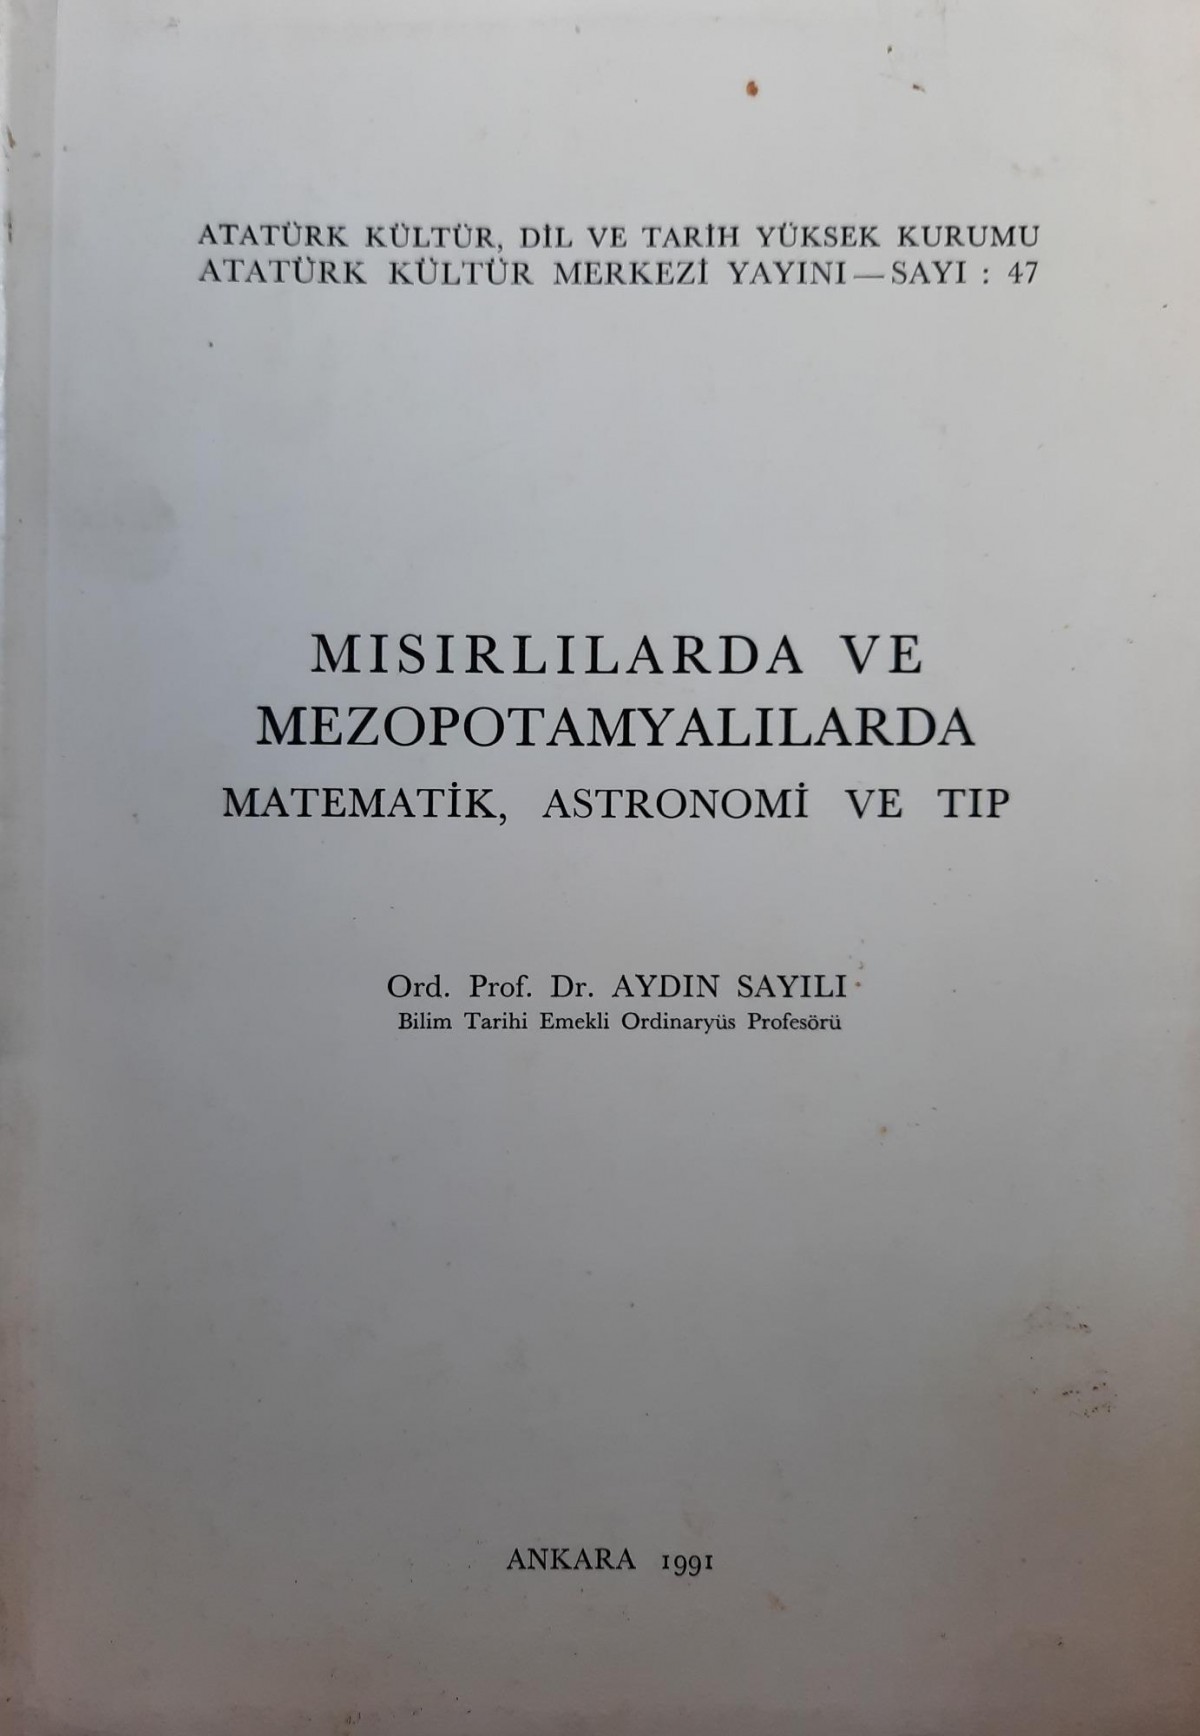 ATATÜRK KÜLTÜR, DİL VE TARİH YÜKSEK KURUMU
ATATÜRK KÜLTÜR MERKEZİ YAYINI—SAYI : 47
MISIRLILARDA VE
MEZOPOTAMYALILARDA
MATEMATİK, ASTRONOMİ VE TIP
Ord. Prof. Dr. AYDIN SAYILI
Bilim Tarihi Emekli Ordinaryüs Profesörü
ANKARA 1991